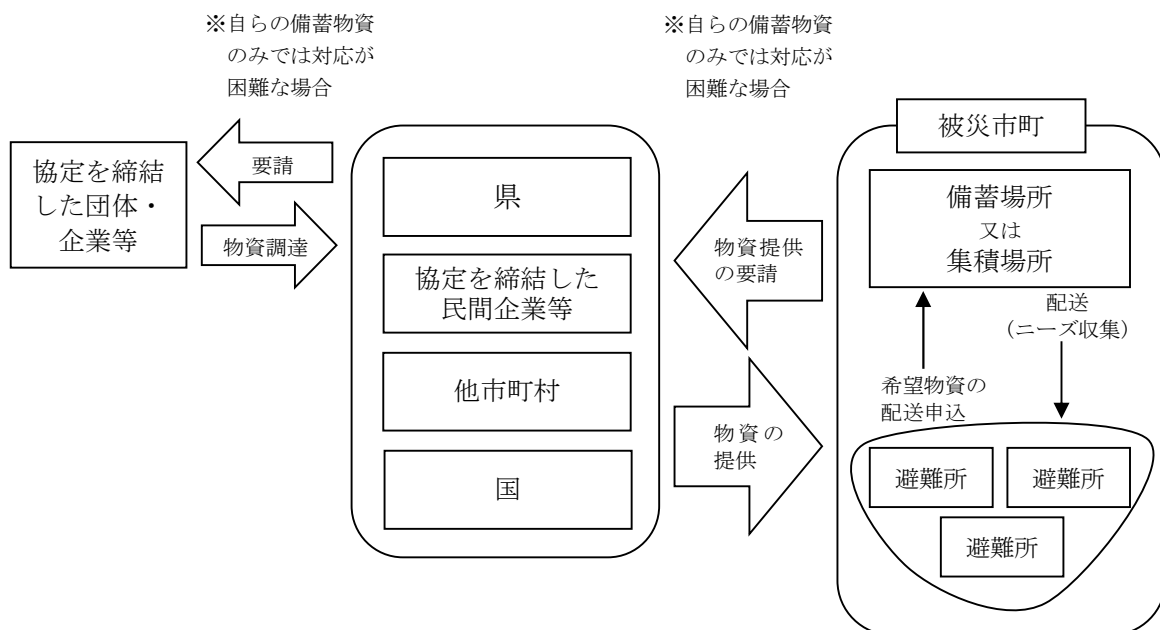 ※自らの備蓄物資
のみでは対応が
困難な場合
※自らの備蓄物資
のみでは対応が
困難な場合
協定を締結
した団体・
企業等
要請
物資調達
県
協定を締結した
民間企業等
他市町村
国
物資提供
の要請
物資の
提供
被災市町
備蓄場所
又は
集積場所
配送
(ニーズ収集)
希望物資の
配送申込
避難所
避難所
避難所